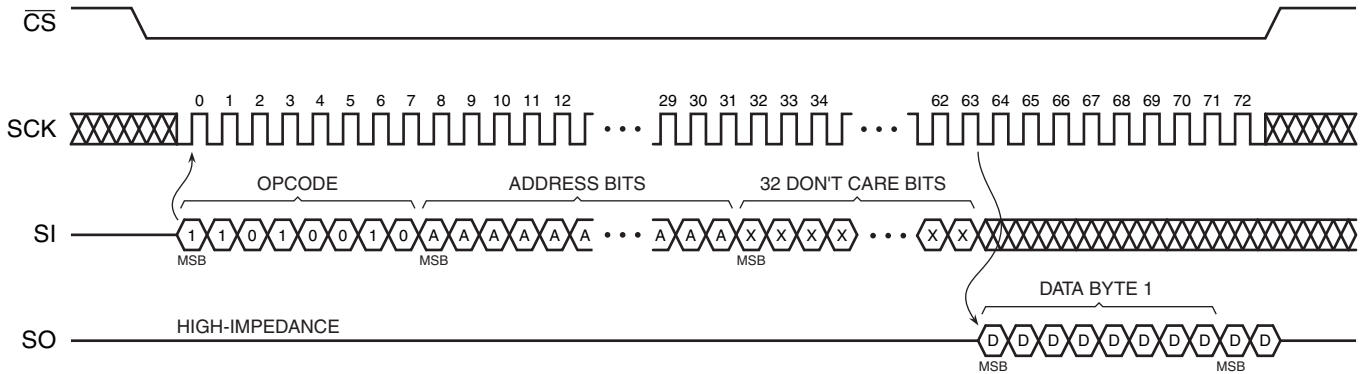 CS
0 1 2 3 4 5 6 7 8 9 10 11 12 29 30 31 32 33 34 62 63 64 65 66 67 68 69 70 71 72
SCK
OPCODE ADDRESS BITS 32 DON'T CARE BITS
SI 1 1 0 1 0 0 1 0 A A A A A A A A A X X X X X X
MSB MSB MSB
DATA BYTE 1
HIGH-IMPEDANCE
SO D D D D D D D D D D
MSB MSB